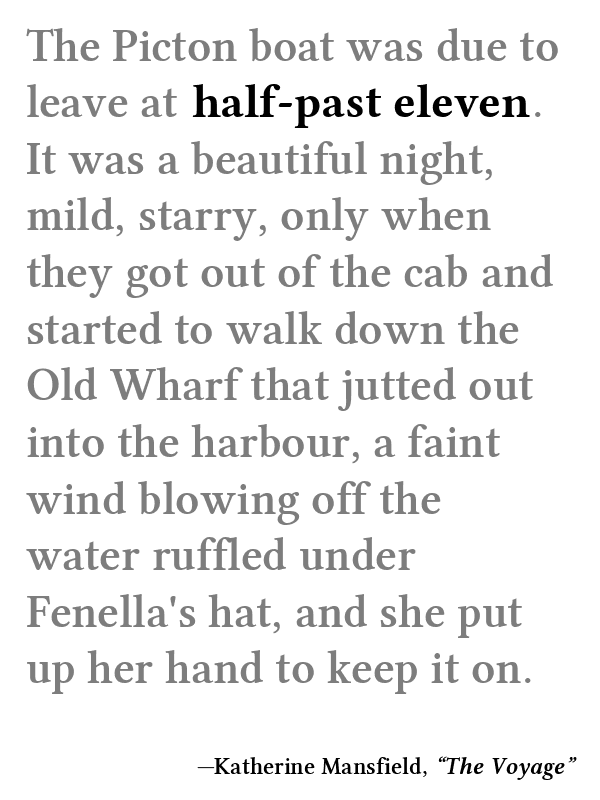 The Picton boat was due to
leave at half-past eleven.
It was a beautiful night,
mild, starry, only when
they got out of the cab and
started to walk down the
Old Wharf that jutted out
into the harbour, a faint
wind blowing off the
water ruffled under
Fenella's hat, and she put
up her hand to keep it on.
—Katherine Mansfield, “The Voyage”